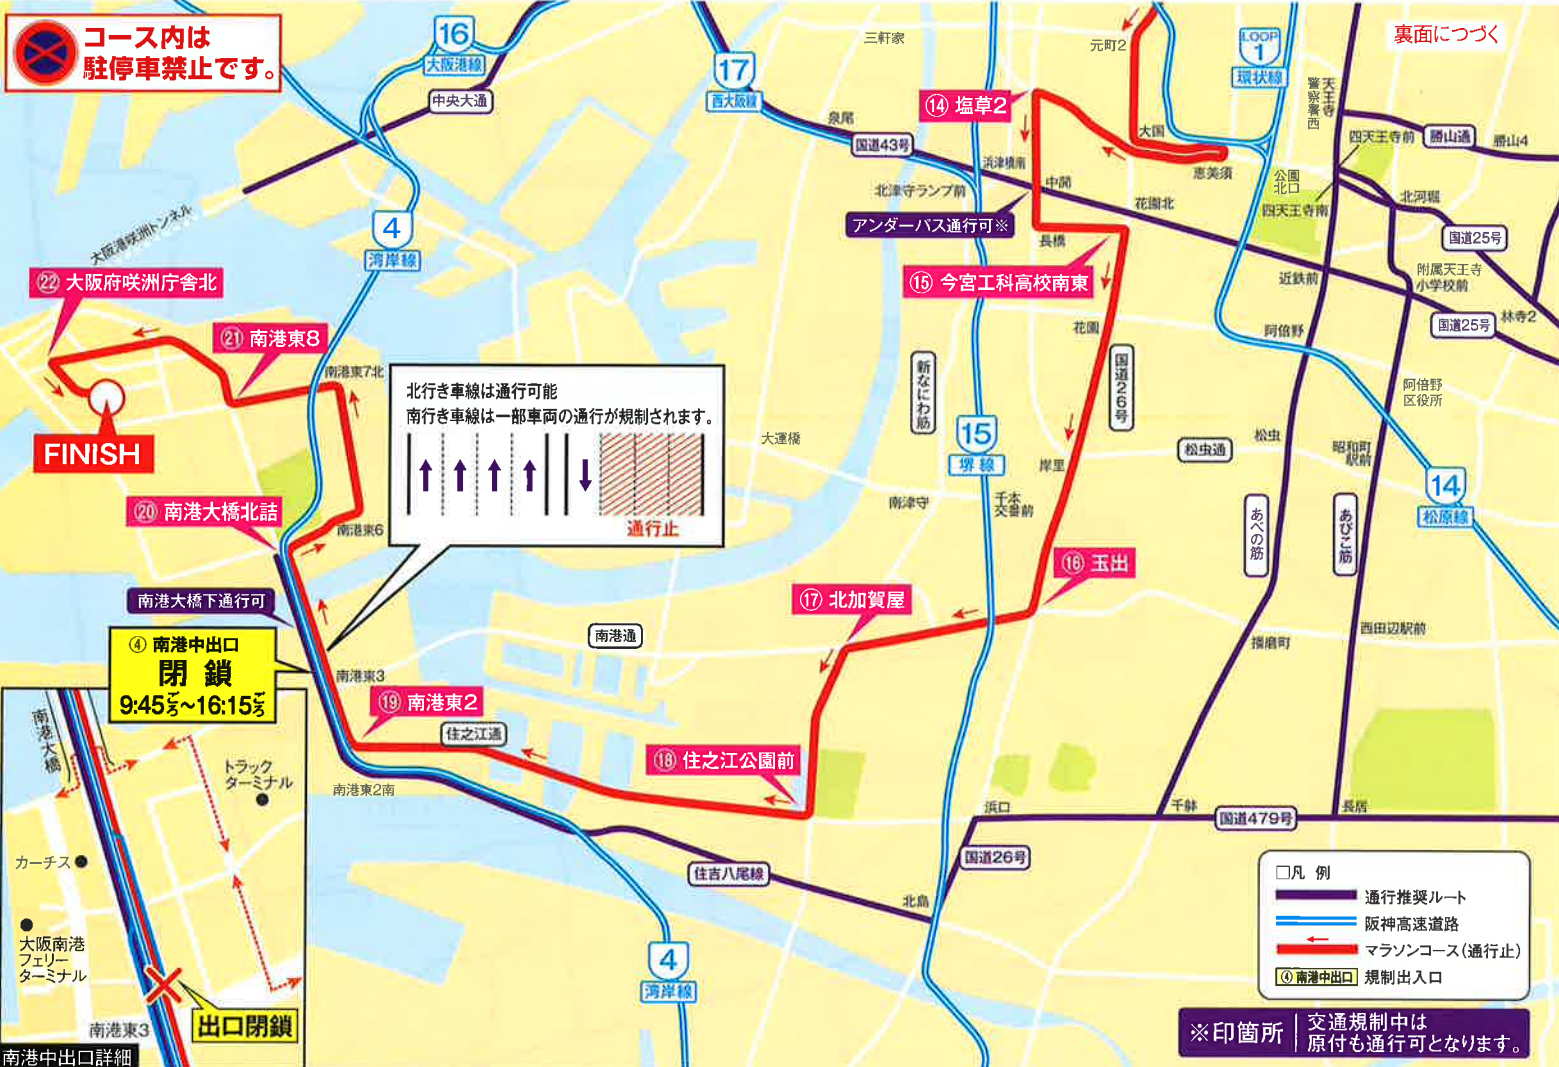 コース内は
駐停車禁止です。
16
大阪港線
中央大通
17
西大阪線
三軒家
元町2
LOOP
1
環状線
裏面につづく
天王寺
警察署西
泉尾
国道43号
⑭ 塩草2
大国
恵美須
四天王寺前
勝山通
勝山4
浜津橋南
中開
北津守ランプ前
アンダーパス通行可※
花園北
公園
北口
四天王寺南
北河堀
国道25号
大阪港咲洲トンネル
4
湾岸線
長橋
⑮ 今宮工科高校南東
近鉄前
附属天王寺
小学校前
林寺2
国道25号
㉒ 大阪府咲洲庁舎北
㉑ 南港東8
南港東7北
花園
国道26号
新なにわ筋
阿倍野
阿倍野
区役所
北行き車線は通行可能
南行き車線は一部車両の通行が規制されます。
通行止
FINISH
大運橋
15
堺線
岸里
松虫通
松虫
昭和町
駅前
14
松原線
⑳ 南港大橋北詰
南港東6
南津守
千本
交番前
あべの筋
あびこ筋
南港大橋下通行可
⑯ 玉出
⑰ 北加賀屋
南港通
播磨町
西田辺駅前
④ 南港中出口
閉鎖
9:45ごろ~16:15ごろ
南港東3
⑲ 南港東2
住之江通
⑱ 住之江公園前
南港東2南
浜口
千躰
国道479号
長居
南港大橋
トラック
ターミナル
カーチス
大阪南港
フェリー
ターミナル
南港東3
出口閉鎖
南港中出口詳細
住吉八尾線
国道26号
北島
4
湾岸線
□凡 例
通行推奨ルート
阪神高速道路
マラソンコース(通行止)
④ 南港中出口 規制出入口
※印箇所
交通規制中は
原付も通行可となります。